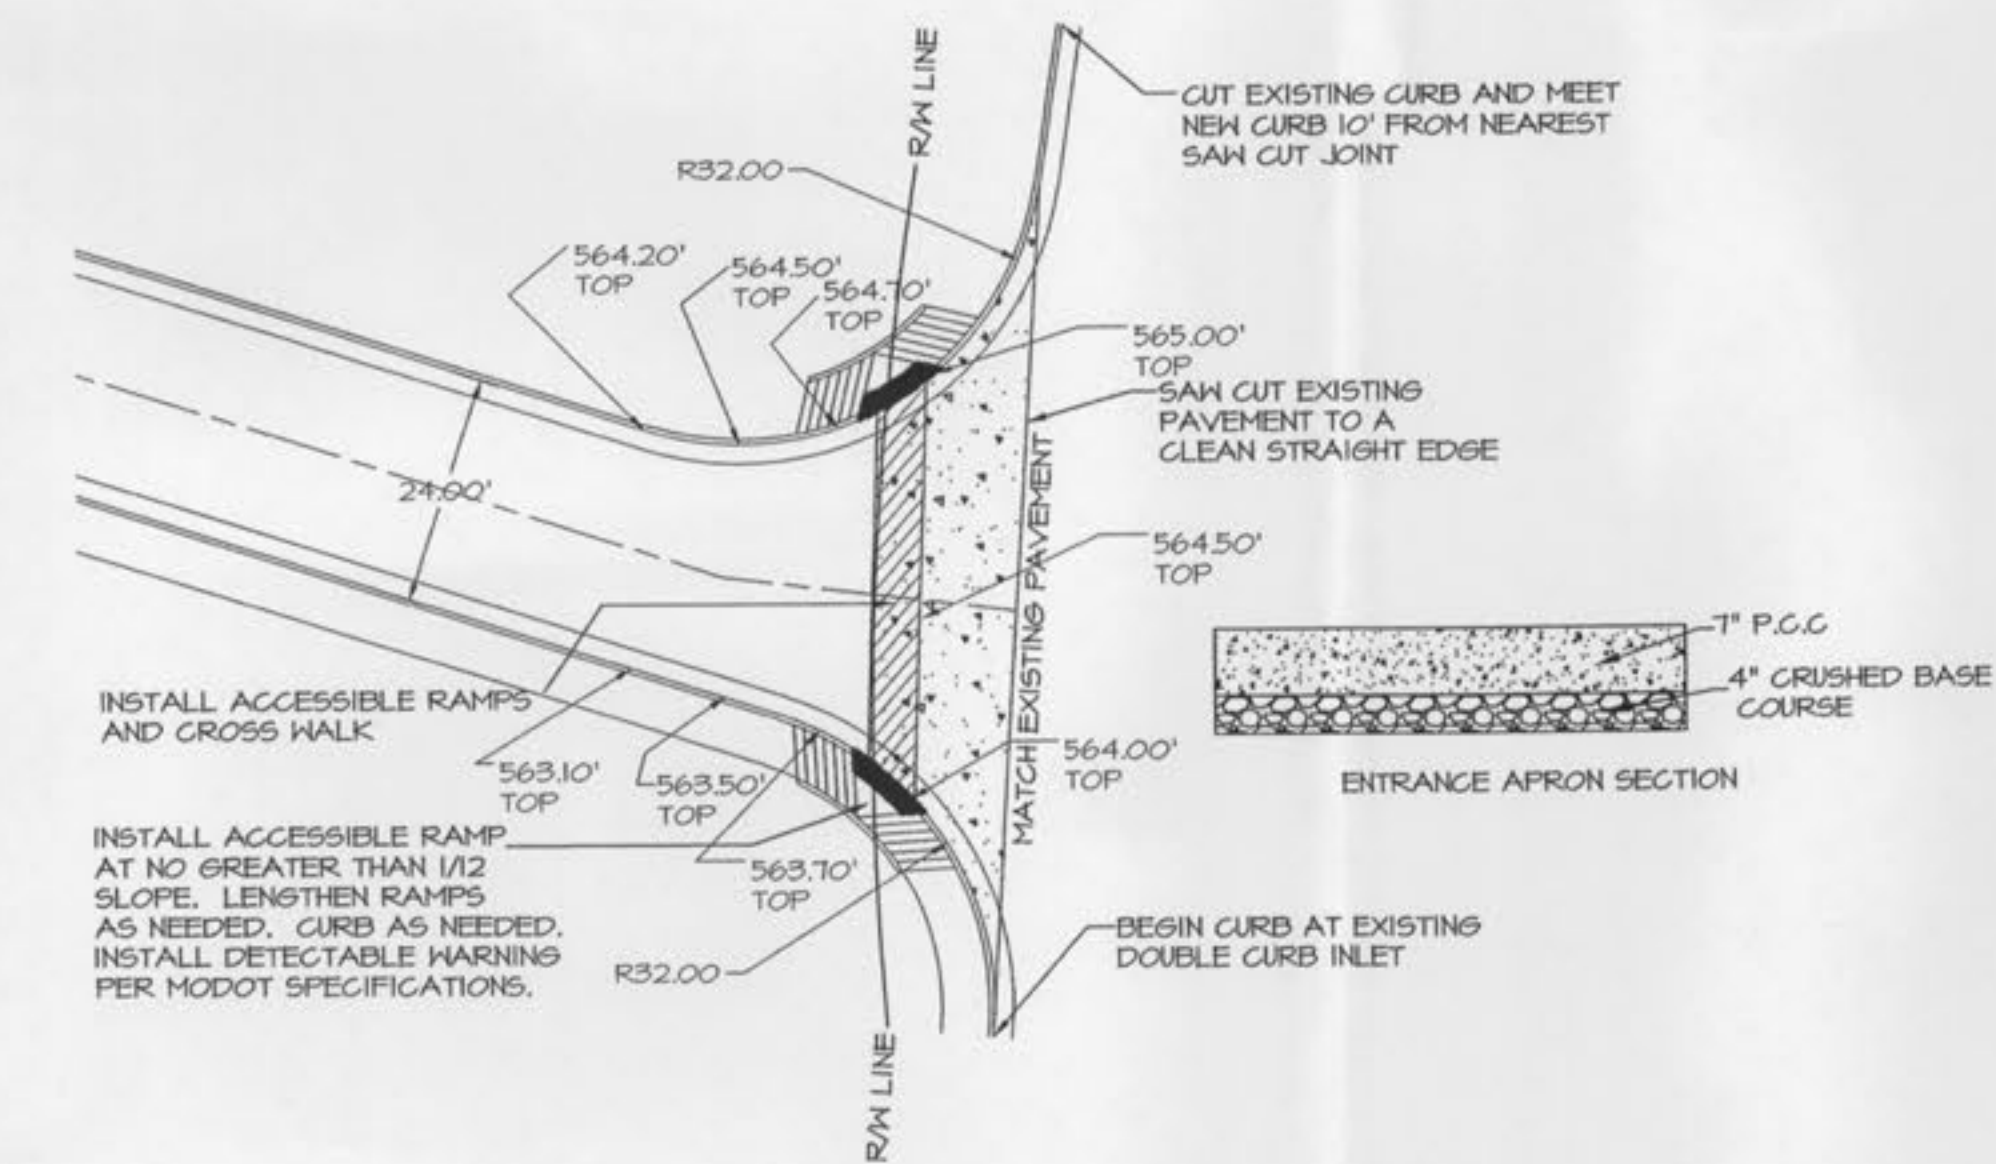 R/W LINE
CUT EXISTING CURB AND MEET
NEW CURB 10' FROM NEAREST
SAW CUT JOINT
R32.00
564.20'
TOP
564.50'
TOP
564.70'
TOP
565.00'
TOP
SAW CUT EXISTING
PAVEMENT TO A
CLEAN STRAIGHT EDGE
24.00'
MATCH EXISTING PAVEMENT
564.50'
TOP
7" P.C.C
4" CRUSHED BASE
COURSE
ENTRANCE APRON SECTION
INSTALL ACCESSIBLE RAMPS
AND CROSS WALK
563.10'
TOP
563.50'
TOP
564.00'
TOP
INSTALL ACCESSIBLE RAMP
AT NO GREATER THAN 1/12
SLOPE. LENGTHEN RAMPS
AS NEEDED. CURB AS NEEDED.
INSTALL DETECTABLE WARNING
PER MODOT SPECIFICATIONS.
563.70'
TOP
R32.00
BEGIN CURB AT EXISTING
DOUBLE CURB INLET
R/W LINE